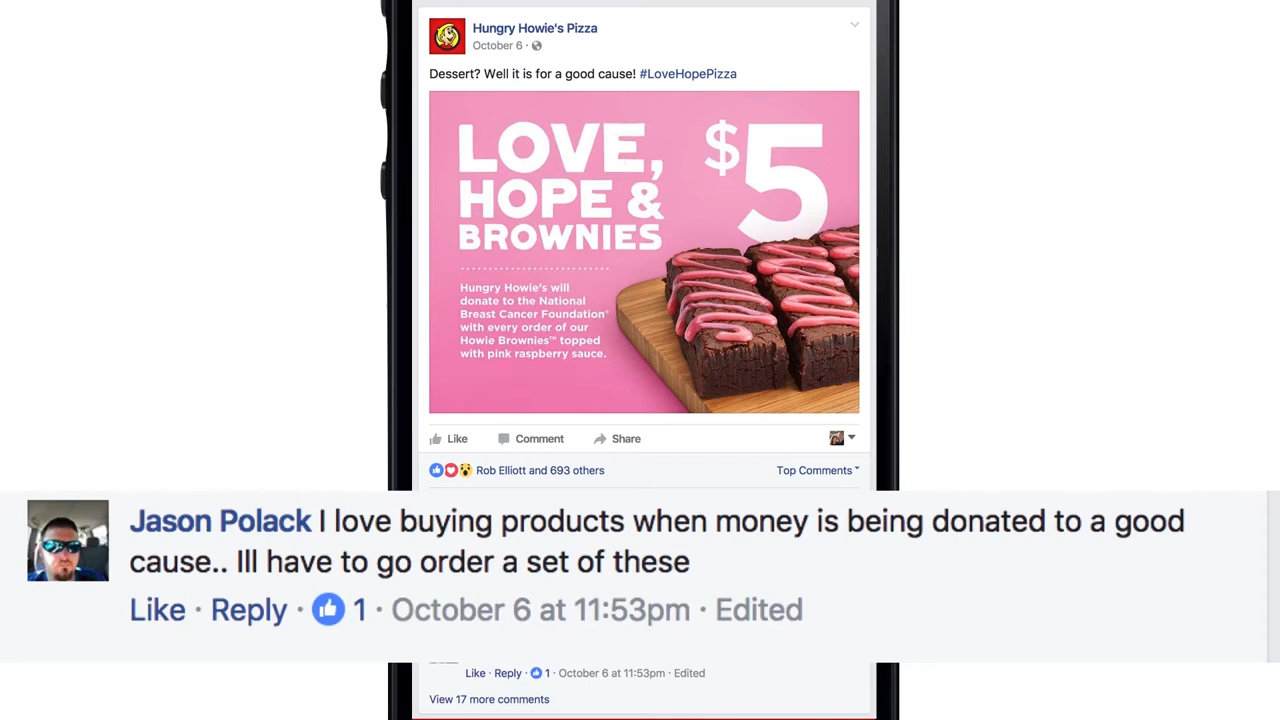 Hungry Howie's Pizza
October 6 ·
Dessert? Well it is for a good cause! #LoveHopePizza
LOVE,
HOPE &
BROWNIES
$5
Hungry Howie's will
donate to the National
Breast Cancer Foundation®
with every order of our
Howie Brownies™ topped
with pink raspberry sauce.
Like Comment Share
Rob Elliott and 693 others Top Comments
Jason Polack I love buying products when money is being donated to a good
cause.. Ill have to go order a set of these
Like · Reply · 1 · October 6 at 11:53pm · Edited
Like · Reply · 1 · October 6 at 11:53pm · Edited
View 17 more comments